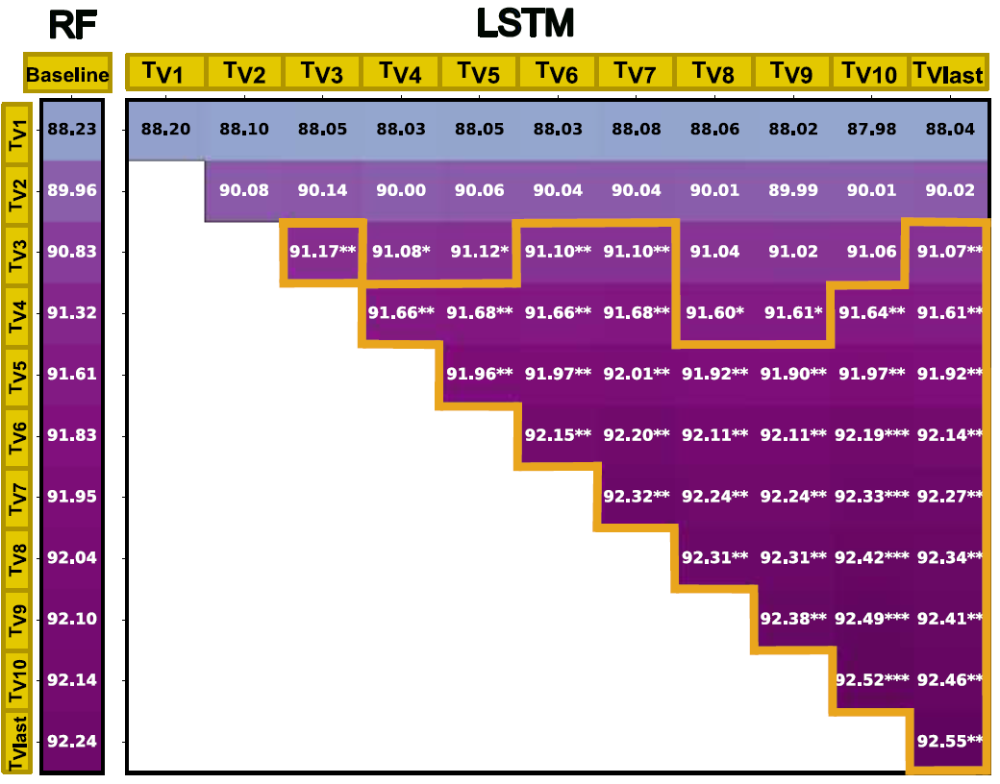 RF LSTM
Baseline TV1 TV2 TV3 TV4 TV5 TV6 TV7 TV8 TV9 TV10 TVlast
TV1 88.23 88.20 88.10 88.05 88.03 88.05 88.03 88.08 88.06 88.02 87.98 88.04
TV2 89.96 90.08 90.14 90.00 90.06 90.04 90.04 90.01 89.99 90.01 90.02
TV3 90.83 91.17** 91.08* 91.12* 91.10** 91.10** 91.04 91.02 91.06 91.07**
TV4 91.32 91.66** 91.68** 91.66** 91.68** 91.60* 91.61* 91.64** 91.61**
TV5 91.61 91.96** 91.97** 92.01** 91.92** 91.90** 91.97** 91.92**
TV6 91.83 92.15** 92.20** 92.11** 92.11** 92.19*** 92.14**
TV7 91.95 92.32** 92.24** 92.24** 92.33*** 92.27**
TV8 92.04 92.31** 92.31** 92.42*** 92.34**
TV9 92.10 92.38** 92.49*** 92.41**
TV10 92.14 92.52*** 92.46**
TVlast 92.24 92.55**